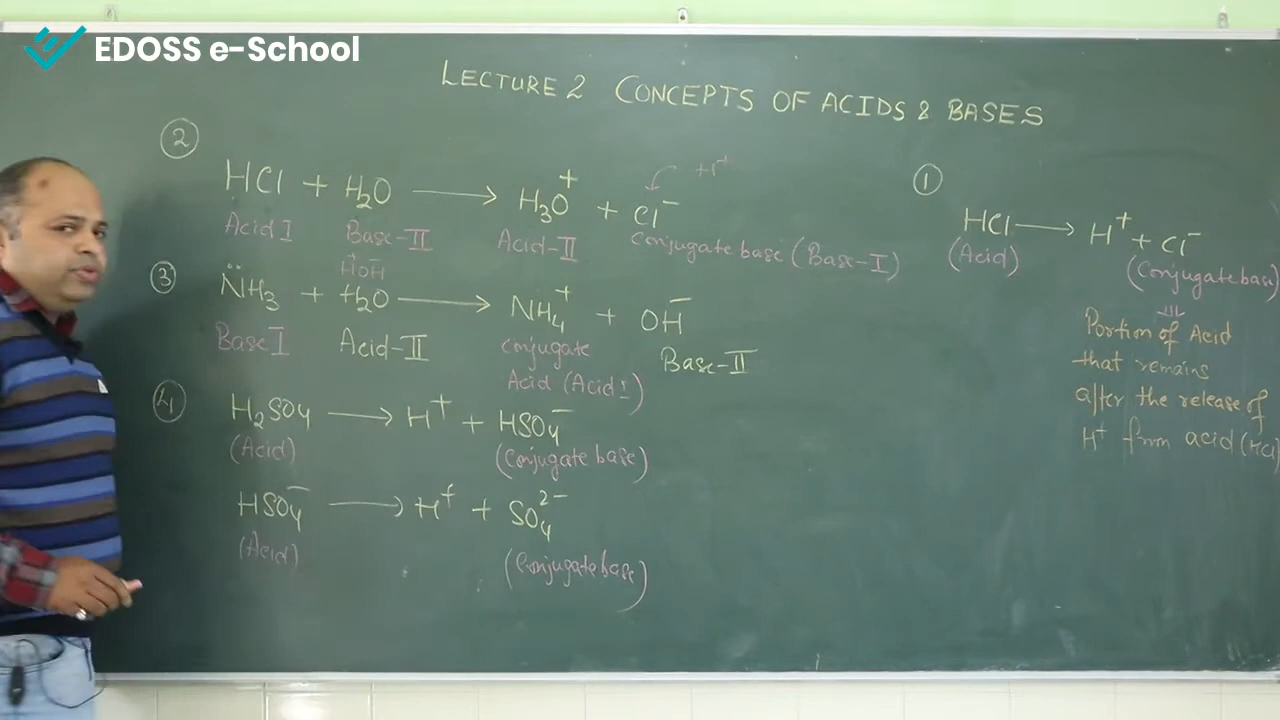 EDOSS e-School
LECTURE 2 CONCEPTS OF ACIDS & BASES
②
HCl + H₂O ⟶ H₃O⁺ + Cl⁻
H⁺
Acid I Base-II Acid-II Conjugate base (Base-I)
H⁺OH⁻
③
N̈H₃ + H₂O ⟶ NH₄⁺ + OH⁻
Base I Acid-II Conjugate
Acid (Acid I) Base-II
④
H₂SO₄ ⟶ H⁺ + HSO₄⁻
(Acid) (Conjugate base)
HSO₄⁻ ⟶ H⁺ + SO₄²⁻
(Acid) (Conjugate base)
①
HCl ⟶ H⁺ + Cl⁻
(Acid) (Conjugate base)
Portion of Acid
that remains
after the release of
H⁺ from acid (HCl)